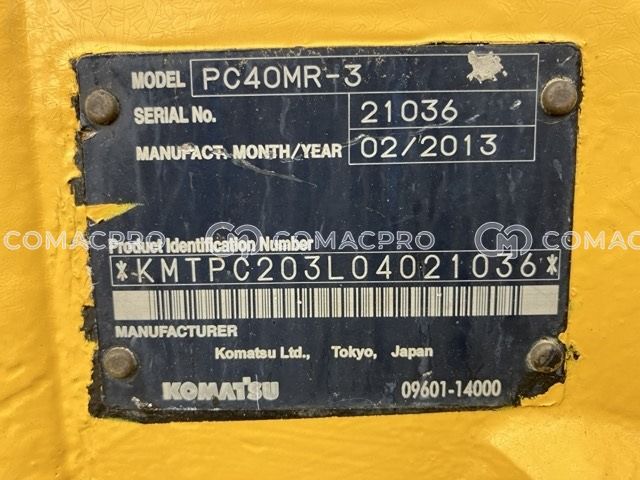 MODEL PC40MR-3
SERIAL No. 21036
MANUFACT. MONTH/YEAR 02/2013
COMACPRO COMACPRO COMACPRO
Product Identification Number
*KMTPC203L04021036*
MANUFACTURER
Komatsu Ltd., Tokyo, Japan
KOMATSU 09601-14000